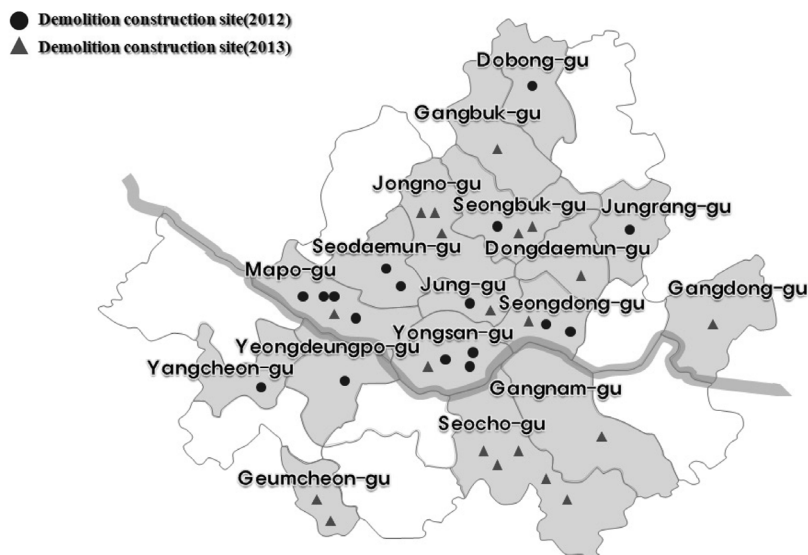 Demolition construction site(2012)
Demolition construction site(2013)
Dobong-gu
Gangbuk-gu
Jongno-gu
Seongbuk-gu
Jungrang-gu
Seodaemun-gu
Dongdaemun-gu
Mapo-gu
Jung-gu
Seongdong-gu
Gangdong-gu
Yeongdeungpo-gu
Yongsan-gu
Yangcheon-gu
Gangnam-gu
Seocho-gu
Geumcheon-gu